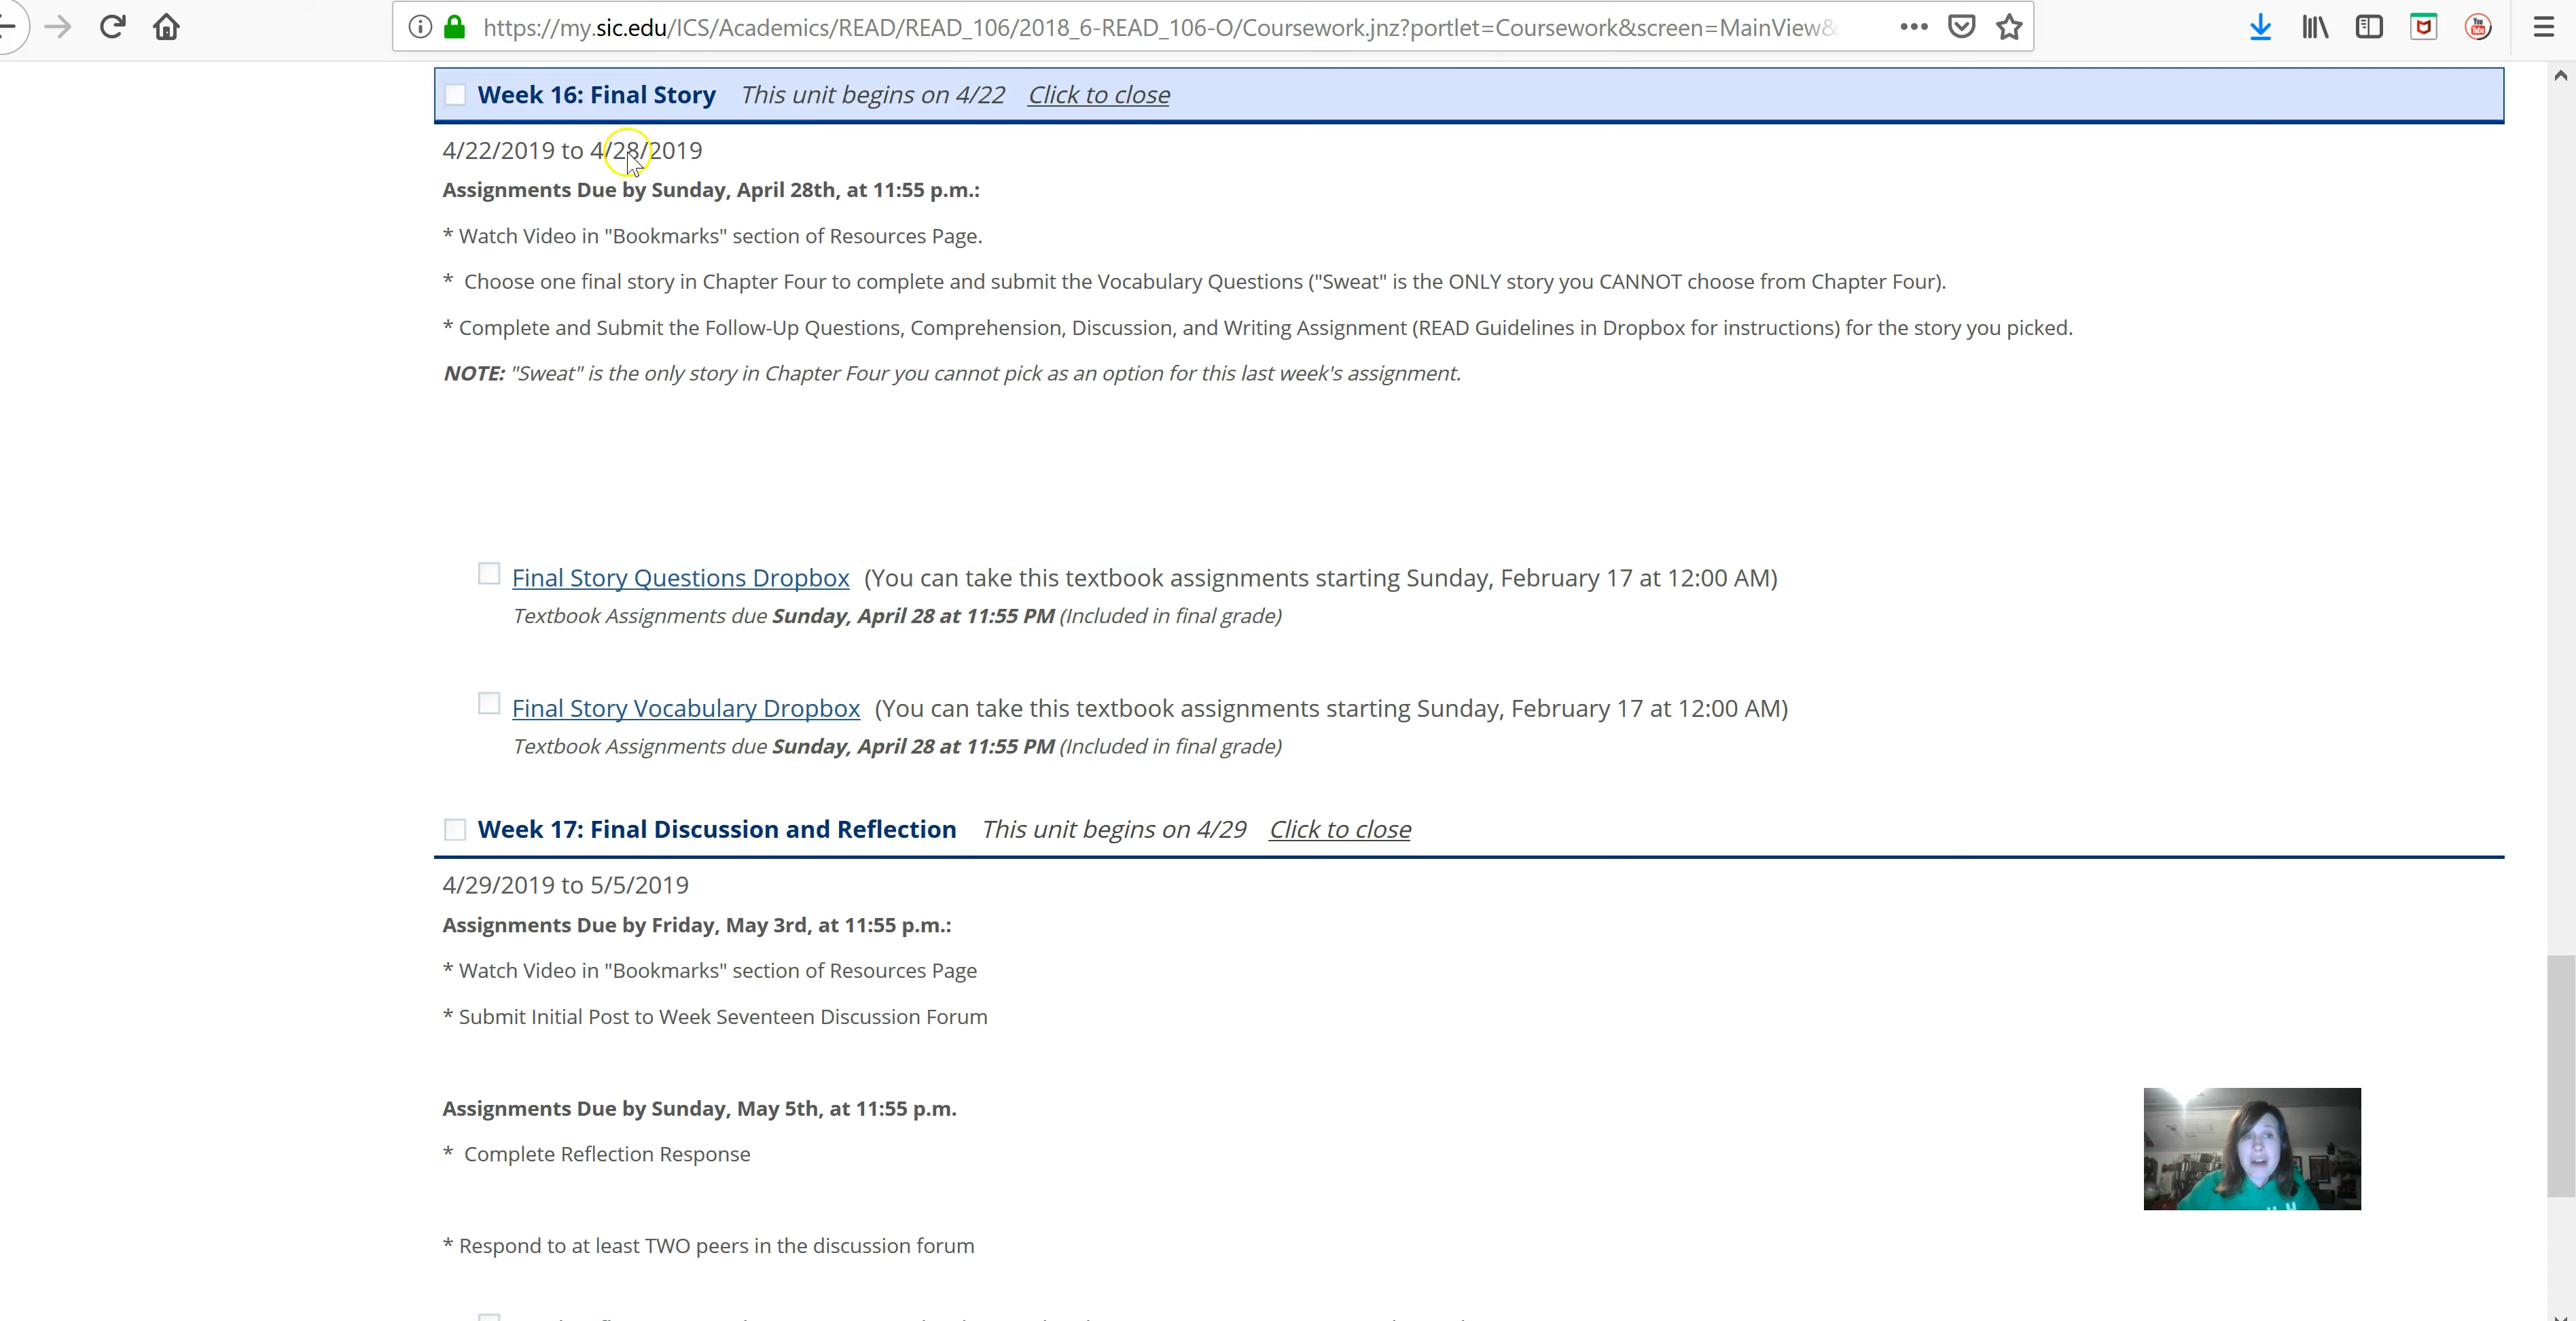 https://my.sic.edu/ICS/Academics/READ/READ_106/2018_6-READ_106-O/Coursework.jnz?portlet=Coursework&screen=MainView&
Week 16: Final Story This unit begins on 4/22 Click to close
4/22/2019 to 4/28/2019
Assignments Due by Sunday, April 28th, at 11:55 p.m.:
* Watch Video in "Bookmarks" section of Resources Page.
* Choose one final story in Chapter Four to complete and submit the Vocabulary Questions ("Sweat" is the ONLY story you CANNOT choose from Chapter Four).
* Complete and Submit the Follow-Up Questions, Comprehension, Discussion, and Writing Assignment (READ Guidelines in Dropbox for instructions) for the story you picked.
NOTE: "Sweat" is the only story in Chapter Four you cannot pick as an option for this last week's assignment.
Final Story Questions Dropbox (You can take this textbook assignments starting Sunday, February 17 at 12:00 AM)
Textbook Assignments due Sunday, April 28 at 11:55 PM (Included in final grade)
Final Story Vocabulary Dropbox (You can take this textbook assignments starting Sunday, February 17 at 12:00 AM)
Textbook Assignments due Sunday, April 28 at 11:55 PM (Included in final grade)
Week 17: Final Discussion and Reflection This unit begins on 4/29 Click to close
4/29/2019 to 5/5/2019
Assignments Due by Friday, May 3rd, at 11:55 p.m.:
* Watch Video in "Bookmarks" section of Resources Page
* Submit Initial Post to Week Seventeen Discussion Forum
Assignments Due by Sunday, May 5th, at 11:55 p.m.
* Complete Reflection Response
* Respond to at least TWO peers in the discussion forum